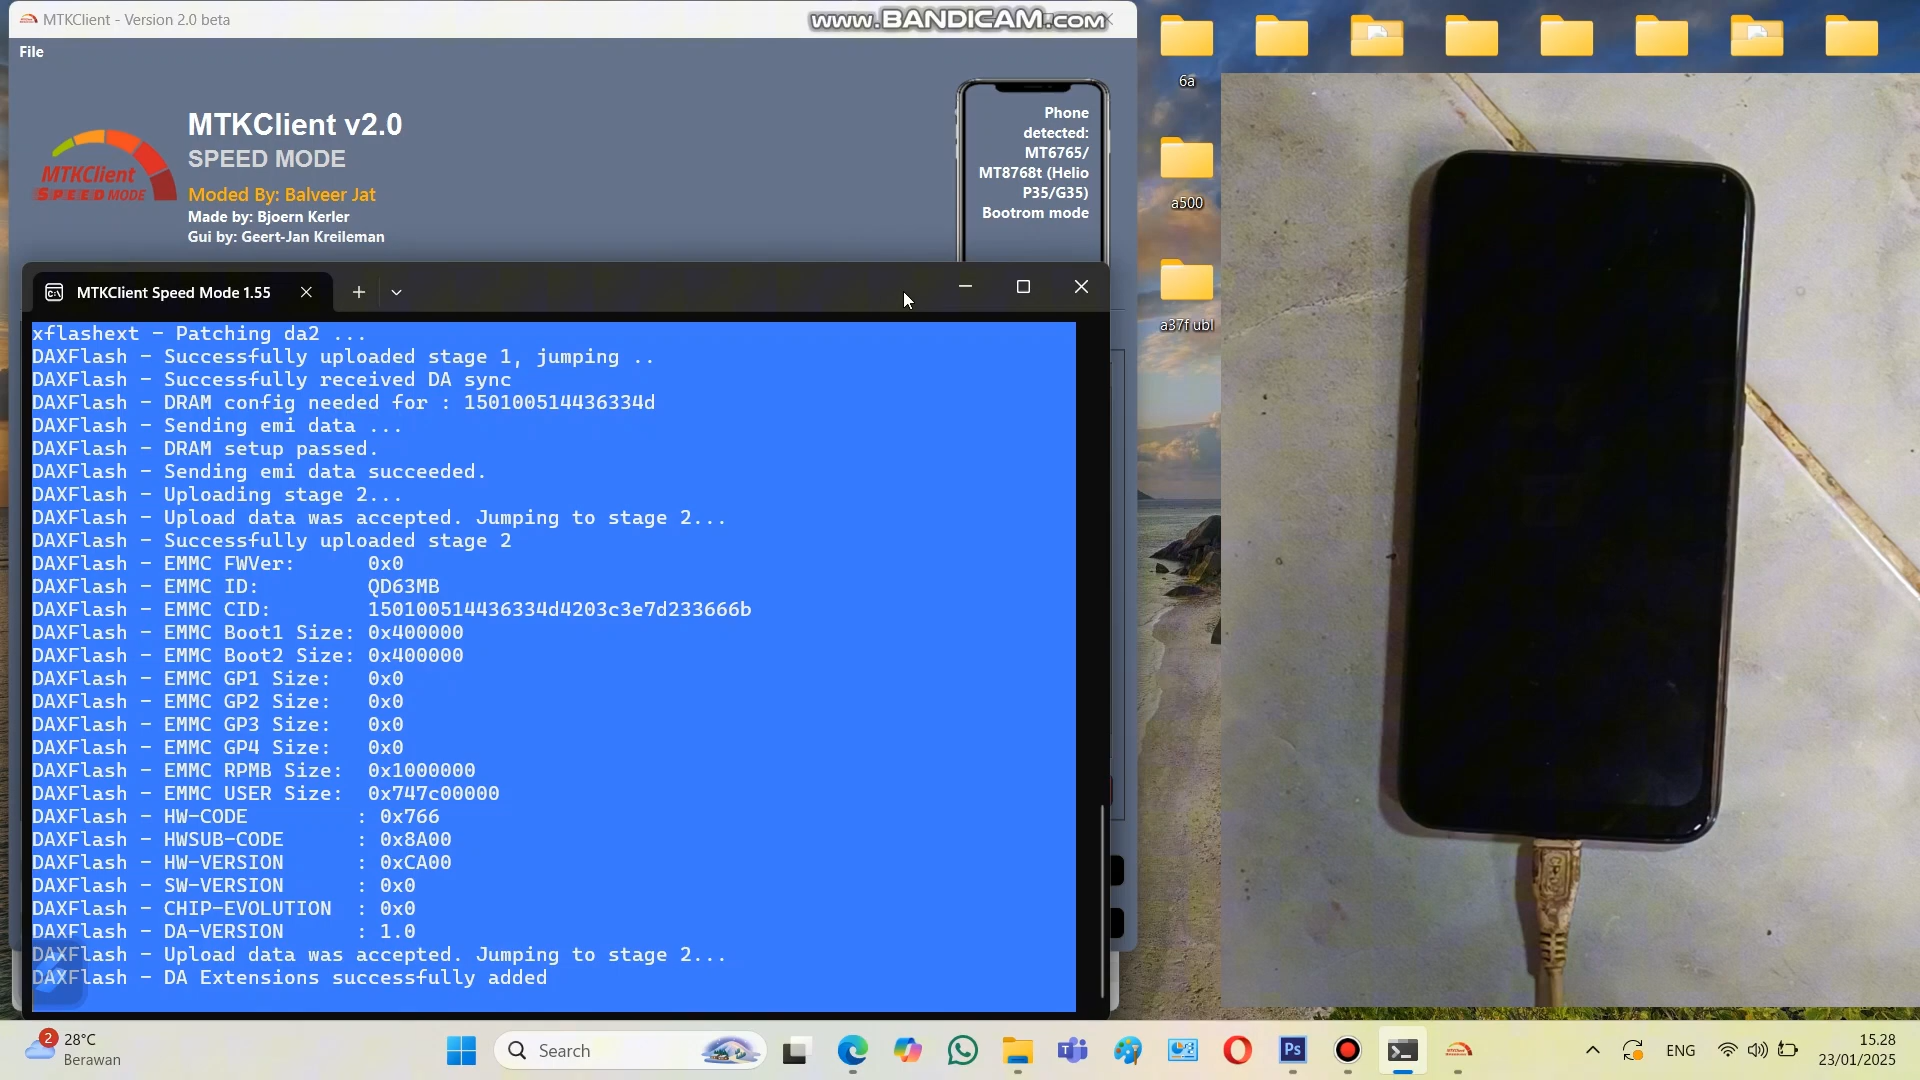 MTKClient - Version 2.0 beta
www.BANDICAM.com
File
MTKClient v2.0
SPEED MODE
MTKClient
SPEED MODE
Moded By: Balveer Jat
Made by: Bjoern Kerler
Gui by: Geert-Jan Kreileman
Phone
detected:
MT6765/
MT8768t (Helio
P35/G35)
Bootrom mode
6a
a500
a37f ubl
MTKClient Speed Mode 1.55
xflashext - Patching da2 ...
DAXFlash - Successfully uploaded stage 1, jumping ..
DAXFlash - Successfully received DA sync
DAXFlash - DRAM config needed for : 150100514436334d
DAXFlash - Sending emi data ...
DAXFlash - DRAM setup passed.
DAXFlash - Sending emi data succeeded.
DAXFlash - Uploading stage 2...
DAXFlash - Upload data was accepted. Jumping to stage 2...
DAXFlash - Successfully uploaded stage 2
DAXFlash - EMMC FWVer: 0x0
DAXFlash - EMMC ID: QD63MB
DAXFlash - EMMC CID: 150100514436334d4203c3e7d233666b
DAXFlash - EMMC Boot1 Size: 0x400000
DAXFlash - EMMC Boot2 Size: 0x400000
DAXFlash - EMMC GP1 Size: 0x0
DAXFlash - EMMC GP2 Size: 0x0
DAXFlash - EMMC GP3 Size: 0x0
DAXFlash - EMMC GP4 Size: 0x0
DAXFlash - EMMC RPMB Size: 0x1000000
DAXFlash - EMMC USER Size: 0x747c00000
DAXFlash - HW-CODE : 0x766
DAXFlash - HWSUB-CODE : 0x8A00
DAXFlash - HW-VERSION : 0xCA00
DAXFlash - SW-VERSION : 0x0
DAXFlash - CHIP-EVOLUTION : 0x0
DAXFlash - DA-VERSION : 1.0
DAXFlash - Upload data was accepted. Jumping to stage 2...
DAXFlash - DA Extensions successfully added
2
28°C
Berawan
Search
Ps
ENG
15.28
23/01/2025